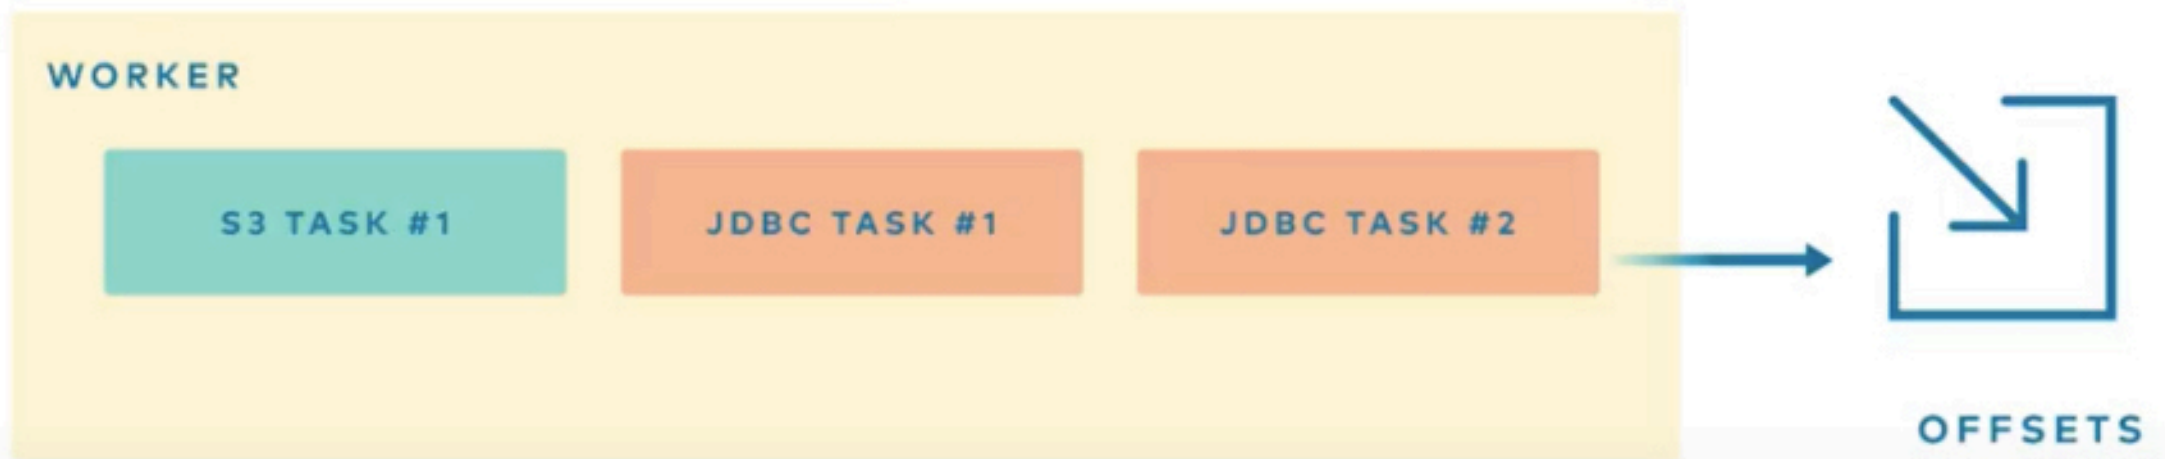 WORKER
S3 TASK #1
JDBC TASK #1
JDBC TASK #2
OFFSETS